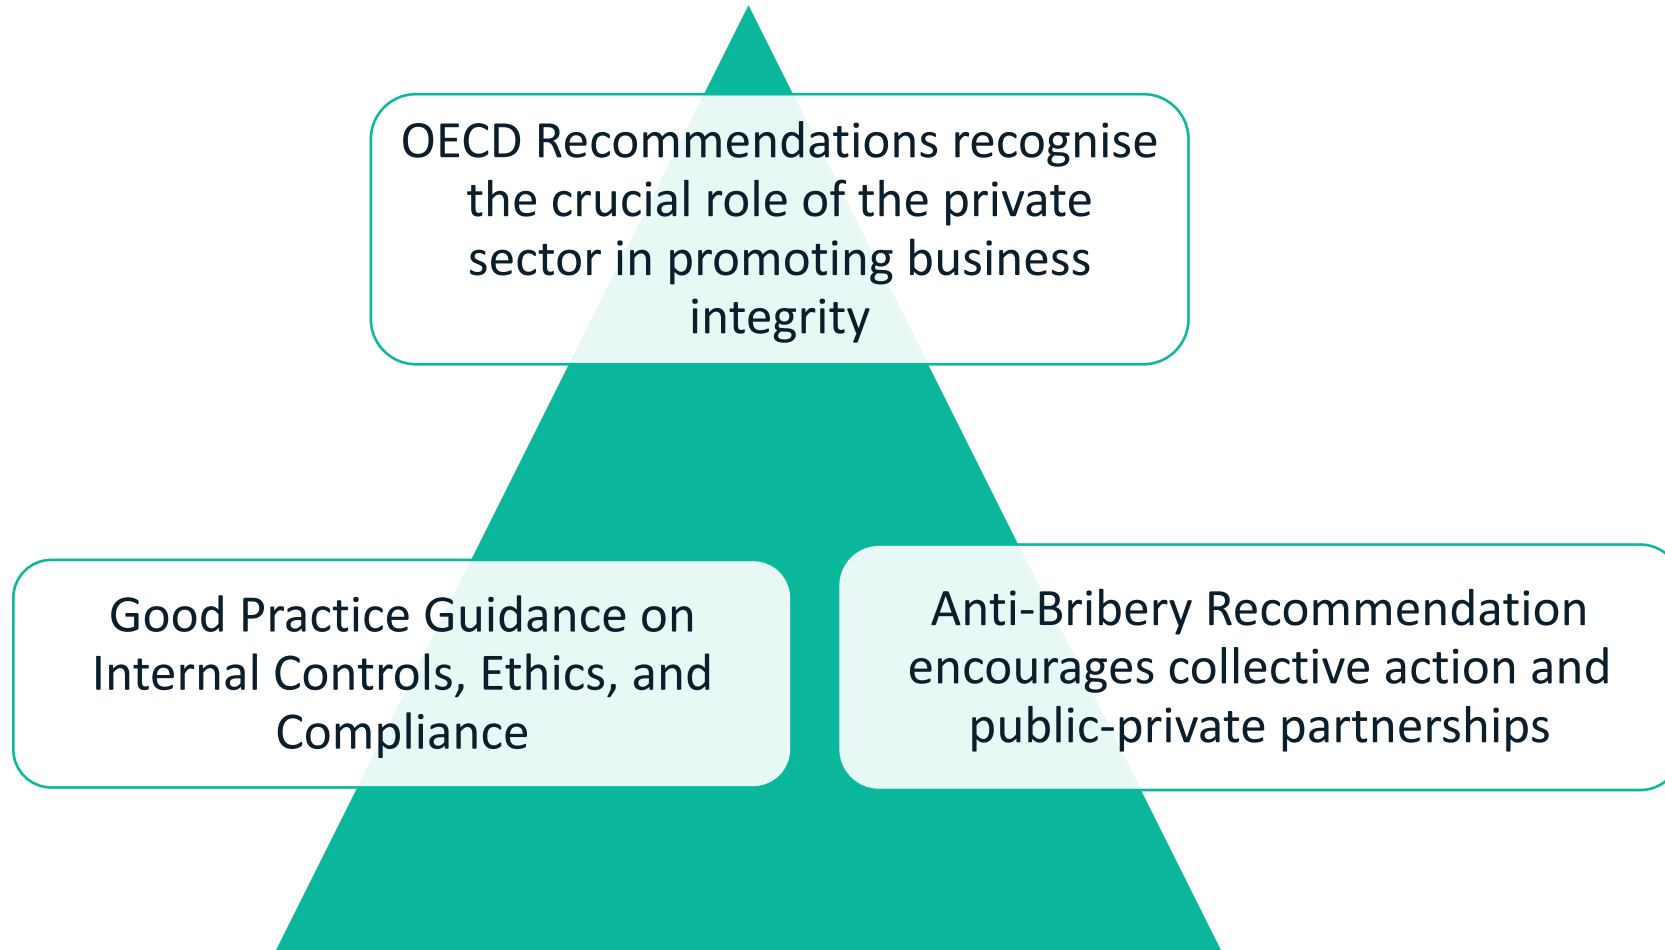 OECD Recommendations recognise
the crucial role of the private
sector in promoting business
integrity
Good Practice Guidance on
Internal Controls, Ethics, and
Compliance
Anti-Bribery Recommendation
encourages collective action and
public-private partnerships